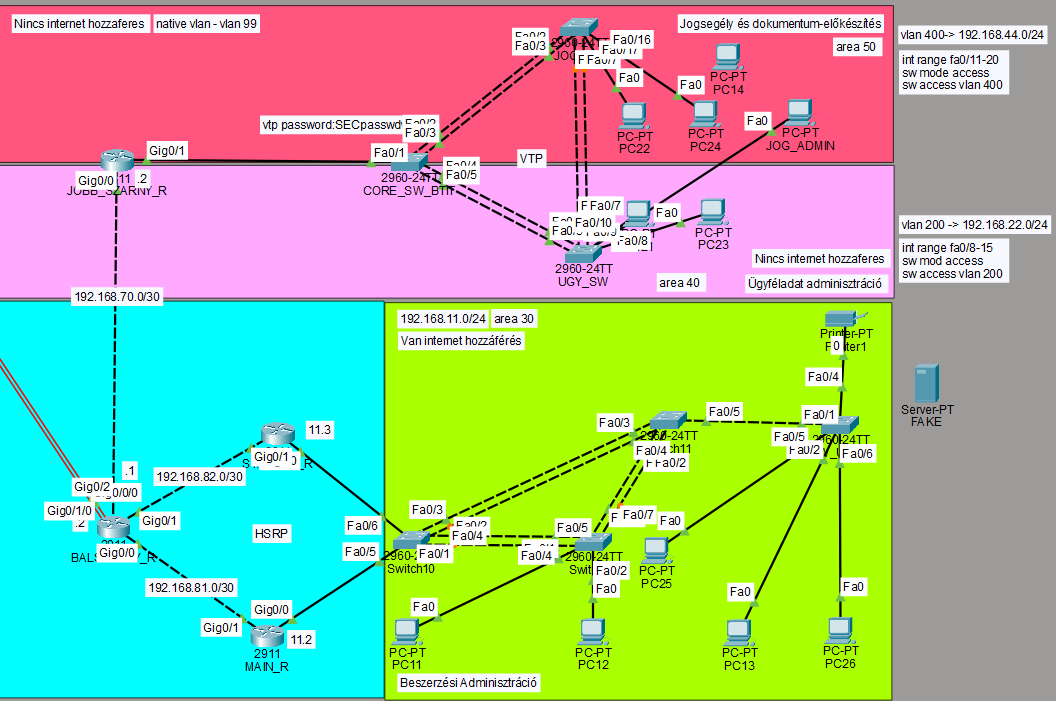 Nincs internet hozzaferes
native vlan - vlan 99
Jogsegély és dokumentum-előkészítés
area 50
vlan 400-> 192.168.44.0/24
int range fa0/11-20
sw mode access
sw access vlan 400
Fa0/3
Fa0/16
Fa0/7
Fa0
PC-PT
PC14
Fa0
PC-PT
PC22
PC-PT
PC24
Fa0
PC-PT
JOG_ADMIN
vtp password:SECpasswd
Fa0/3
Gig0/1
Fa0/1
VTP
Gig0/0
.2
JOBB_SZARNY_R
CORE_SW_BTH
Fa0/4
Fa0/5
Fa0/7
Fa0/10
Fa0/8
Fa0
PC-PT
PC23
2960-24TT
UGY_SW
vlan 200 -> 192.168.22.0/24
int range fa0/8-15
sw mod access
sw access vlan 200
Nincs internet hozzaferes
area 40
Ügyféladat adminisztráció
192.168.70.0/30
192.168.11.0/24
area 30
Van internet hozzáférés
Printer-PT
Fa0/4
Server-PT
FAKE
Fa0/3
Fa0/5
Fa0/1
2960-24TT
Fa0/5
Fa0/2
Fa0/6
Fa0/4
Fa0/2
11.3
Gig0/1
.1
192.168.82.0/30
Gig0/2
Gig0/1/0
.2
Gig0/1
Gig0/0
HSRP
192.168.81.0/30
Gig0/0
Gig0/1
11.2
2911
MAIN_R
Fa0/6
Fa0/5
Fa0/3
Fa0/4
Fa0/1
Switch10
Fa0/5
Fa0/4
Fa0/7
Fa0
PC-PT
PC25
Fa0/2
Fa0
Fa0
PC-PT
PC11
PC-PT
PC12
Fa0
PC-PT
PC13
Fa0
PC-PT
PC26
Beszerzési Adminisztráció